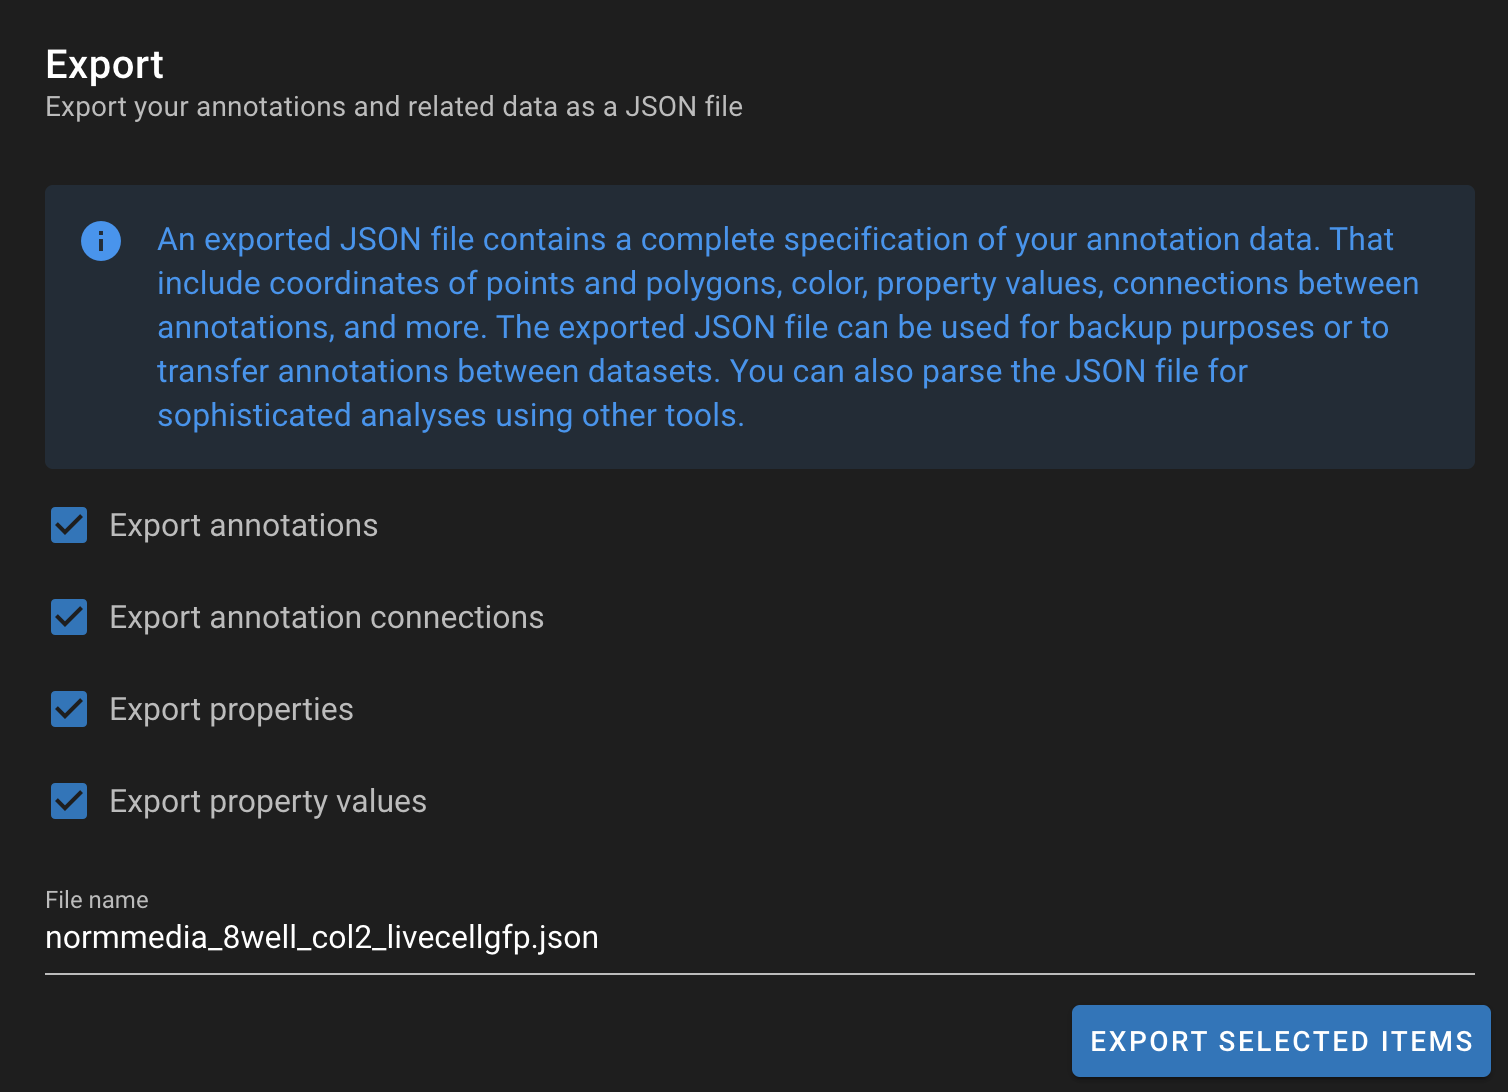 Export
Export your annotations and related data as a JSON file
An exported JSON file contains a complete specification of your annotation data. That
include coordinates of points and polygons, color, property values, connections between
annotations, and more. The exported JSON file can be used for backup purposes or to
transfer annotations between datasets. You can also parse the JSON file for
sophisticated analyses using other tools.
Export annotations
Export annotation connections
Export properties
Export property values
File name
normmedia_8well_col2_livecellgfp.json
EXPORT SELECTED ITEMS